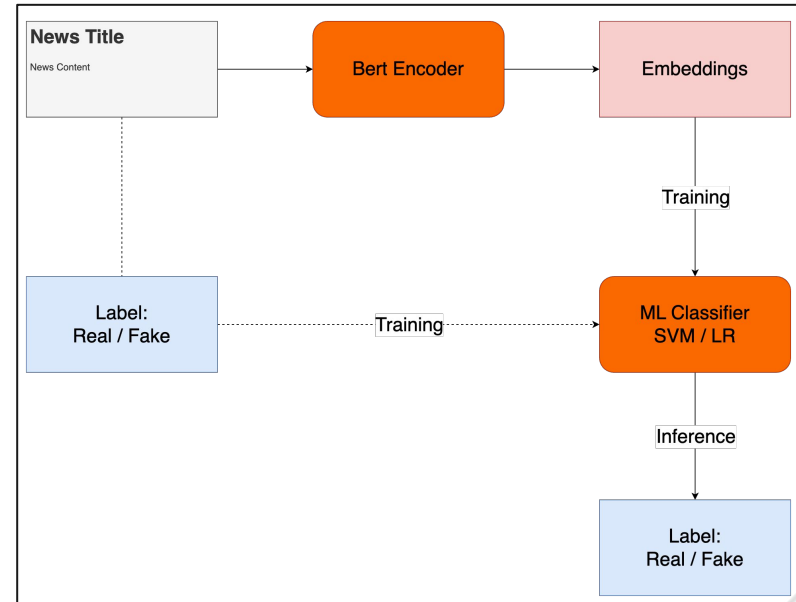 News Title
News Content
Bert Encoder
Embeddings
Training
Label:
Real / Fake
Training
ML Classifier
SVM / LR
Inference
Label:
Real / Fake